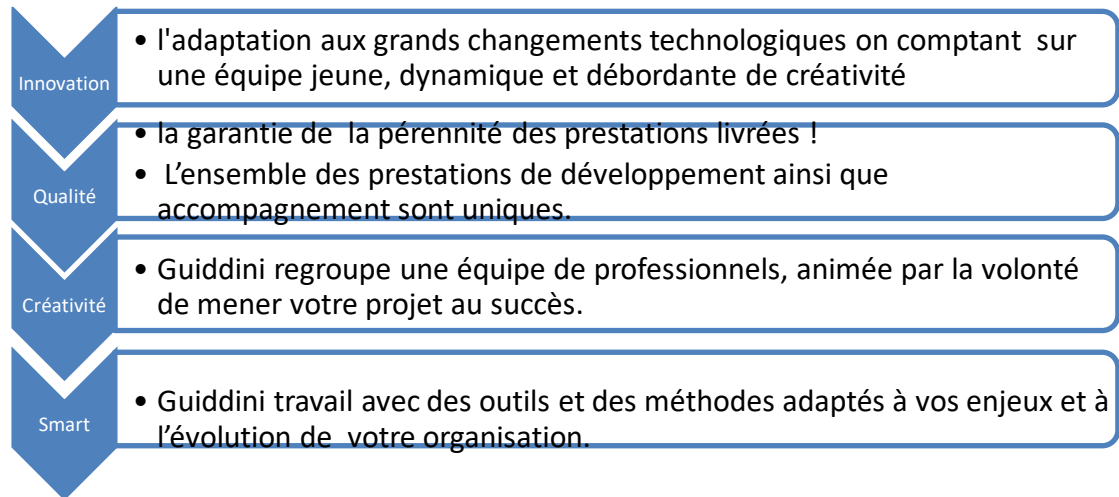 Innovation
• l'adaptation aux grands changements technologiques on comptant  sur
une équipe jeune, dynamique et débordante de créativité
Qualité
• la garantie de  la pérennité des prestations livrées !
•  L’ensemble des prestations de développement ainsi que
accompagnement sont uniques.
Créativité
• Guiddini regroupe une équipe de professionnels, animée par la volonté
de mener votre projet au succès.
Smart
• Guiddini travail avec des outils et des méthodes adaptés à vos enjeux et à
l’évolution de  votre organisation.